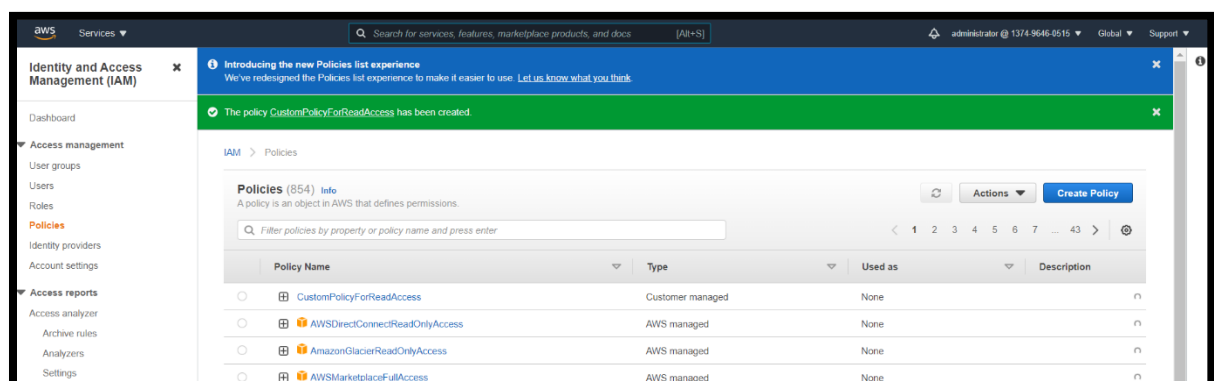 aws
Services ▼
Search for services, features, marketplace products, and docs
[Alt+S]
administrator @ 1374-9646-0515 ▼
Global ▼
Support ▼
Identity and Access
Management (IAM)
Dashboard
Access management
User groups
Users
Roles
Policies
Identity providers
Account settings
Access reports
Access analyzer
Archive rules
Analyzers
Settings
Introducing the new Policies list experience
We've redesigned the Policies list experience to make it easier to use. Let us know what you think.
The policy CustomPolicyForReadAccess has been created.
IAM > Policies
Policies (854) Info
A policy is an object in AWS that defines permissions.
Actions ▼
Create Policy
Filter policies by property or policy name and press enter
< 1 2 3 4 5 6 7 ... 43 >
Policy Name Type Used as Description
CustomPolicyForReadAccess Customer managed None
AWSDirectConnectReadOnlyAccess AWS managed None
AmazonGlacierReadOnlyAccess AWS managed None
AWSMarketplaceFullAccess AWS managed None